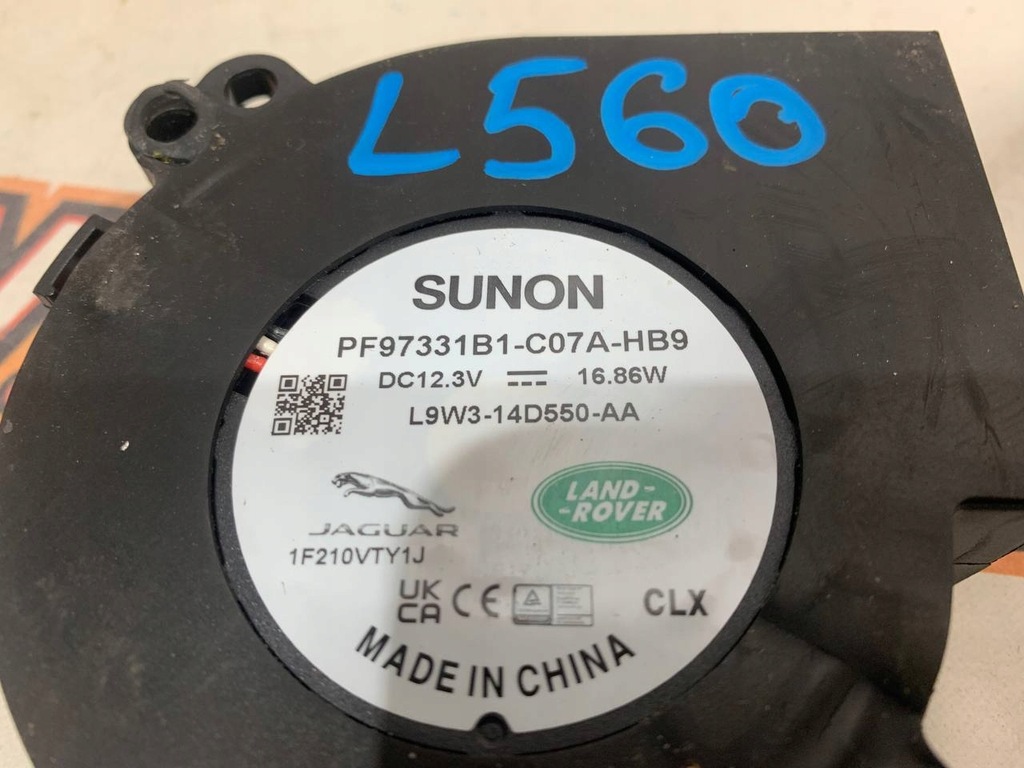 L560
SUNON
PF97331B1-C07A-HB9
DC12.3V 16.86W
L9W3-14D550-AA
JAGUAR
LAND-
-ROVER
1F210VTY1J
UK
CA CE
CLX
MADE IN CHINA